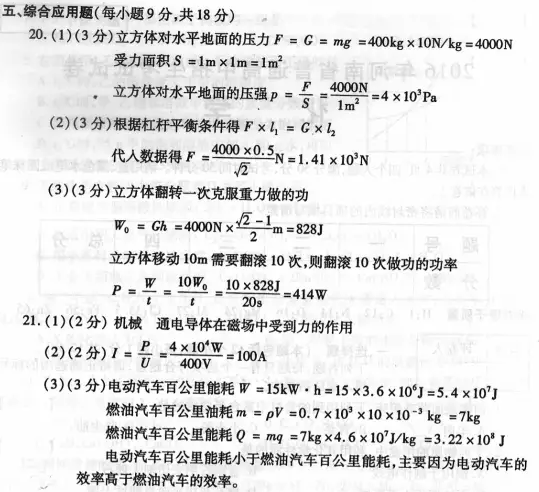 五、综合应用题(每小题9分,共18分)
20.(1)(3分)立方体对水平地面的压力 F = G = mg =400kg×10N/kg=4000N
受力面积 S =1m×1m=1m²
立方体对水平地面的压强 p = F/S = 4000N/1m² =4×10³Pa
(2)(3分)根据杠杆平衡条件得 F×l₁ = G×l₂
代人数据得 F = 4000×0.5/√2 N=1.41×10³N
(3)(3分)立方体翻转一次克服重力做的功
W₀ = Gh =4000N× (√2-1)/2 m=828J
立方体移动10m需要翻滚10次,则翻滚10次做功的功率
P = W/t = 10W₀/t = 10×828J/20s =414W
21.(1)(2分) 机械 通电导体在磁场中受到力的作用
(2)(2分) I = P/U = 4×10⁴W/400V =100A
(3)(3分)电动汽车百公里能耗 W =15kW·h=15×3.6×10⁶J=5.4×10⁷J
燃油汽车百公里油耗 m = ρV =0.7×10³×10×10⁻³ kg =7kg
燃油汽车百公里能耗 Q = mq =7kg×4.6×10⁷J/kg =3.22×10⁸ J
电动汽车百公里能耗小于燃油汽车百公里能耗,主要因为电动汽车的
效率高于燃油汽车的效率。